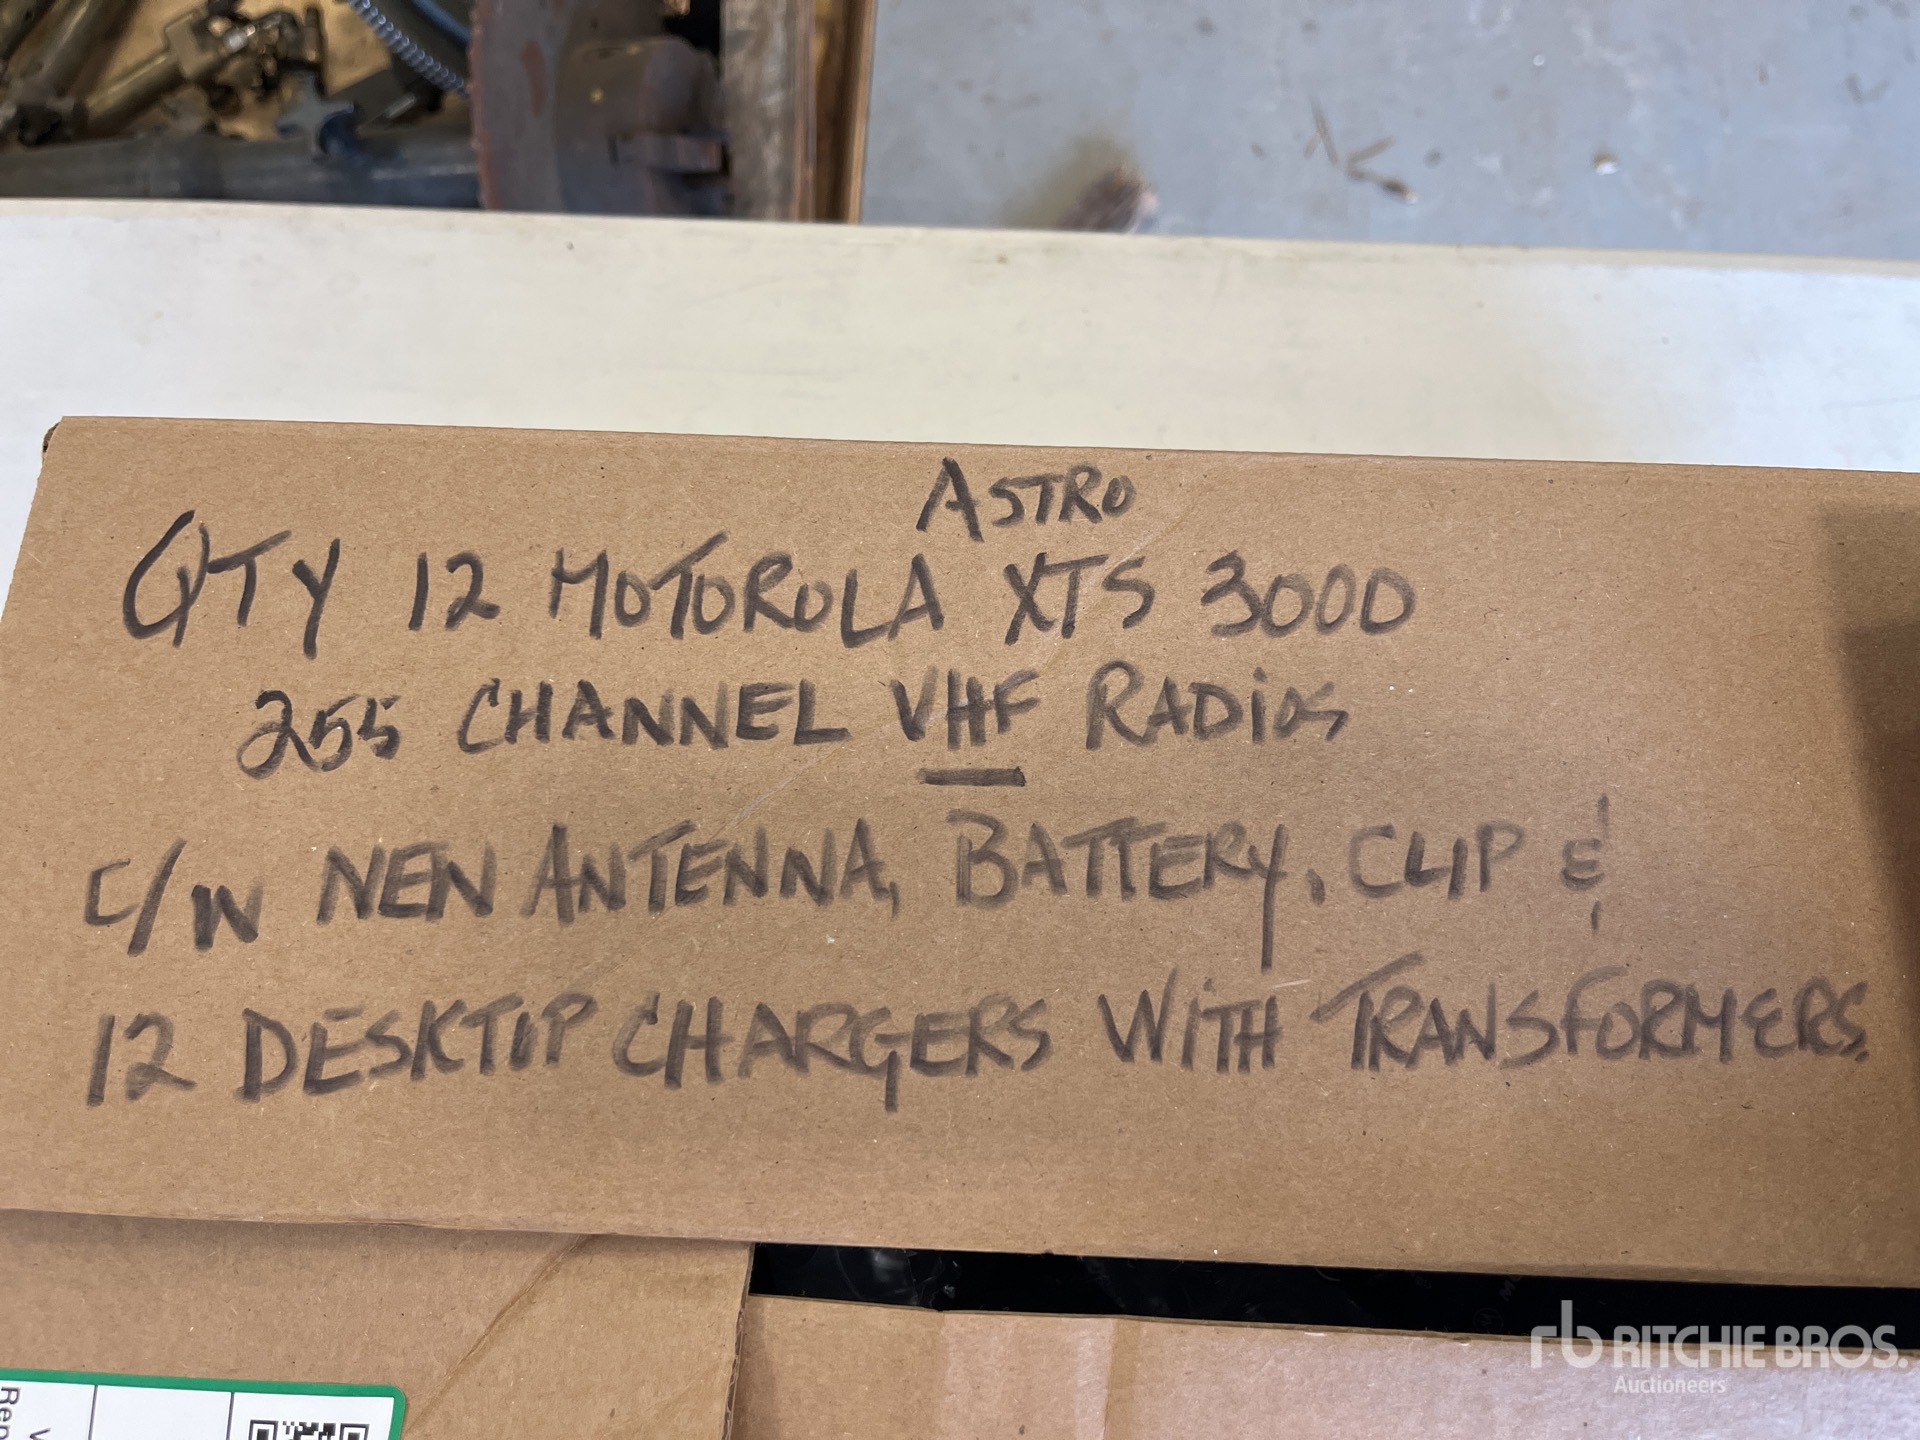 ASTRO
QTY 12 MOTOROLA XTS 3000
255 CHANNEL VHF RADIOS
C/W NEW ANTENNA, BATTERY, CLIP &
12 DESKTOP CHARGERS WITH TRANSFORMERS.
rb RITCHIE BROS.
Auctioneers